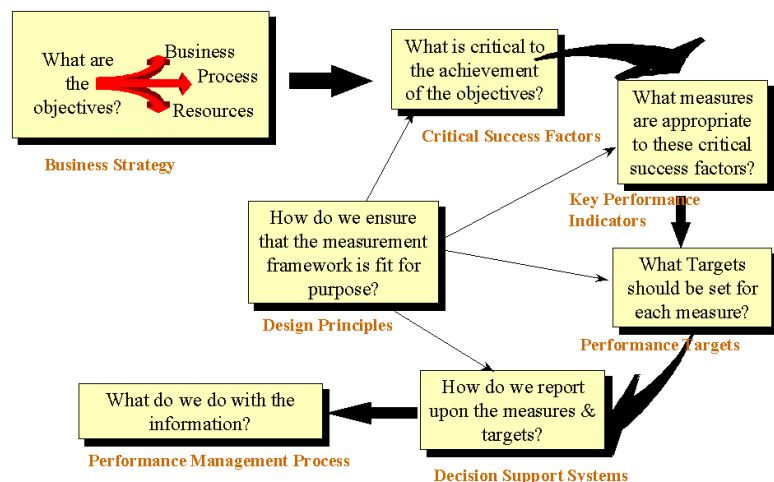 What are
the
objectives?
Business
Process
Resources
Business Strategy
What is critical to
the achievement
of the objectives?
Critical Success Factors
What measures
are appropriate
to these critical
success factors?
Key Performance
Indicators
How do we ensure
that the measurement
framework is fit for
purpose?
Design Principles
What Targets
should be set for
each measure?
Performance Targets
How do we report
upon the measures &
targets?
Decision Support Systems
What do we do with the
information?
Performance Management Process